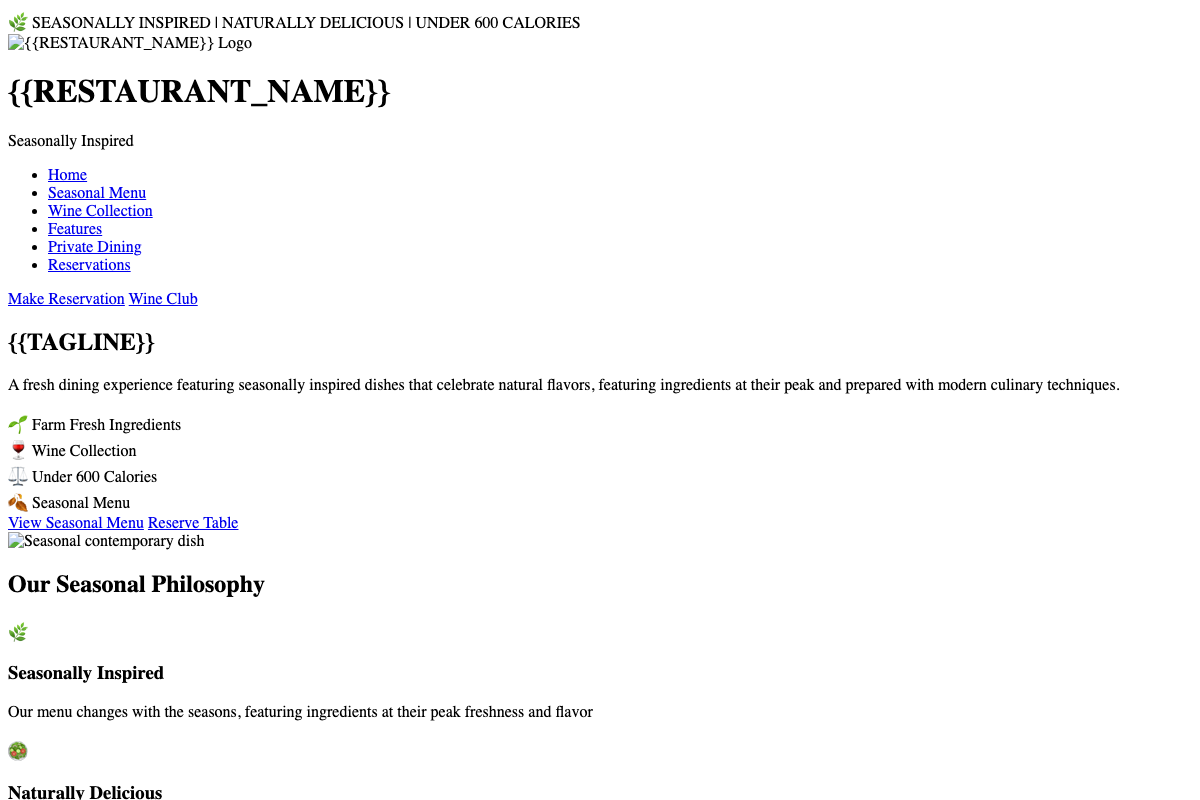 🌿 SEASONALLY INSPIRED | NATURALLY DELICIOUS | UNDER 600 CALORIES
{{RESTAURANT_NAME}} Logo
{{RESTAURANT_NAME}}
Seasonally Inspired
• Home
• Seasonal Menu
• Wine Collection
• Features
• Private Dining
• Reservations
Make Reservation Wine Club
{{TAGLINE}}
A fresh dining experience featuring seasonally inspired dishes that celebrate natural flavors, featuring ingredients at their peak and prepared with modern culinary techniques.
🌱 Farm Fresh Ingredients
🍷 Wine Collection
⚖️ Under 600 Calories
🍂 Seasonal Menu
View Seasonal Menu Reserve Table
Seasonal contemporary dish
Our Seasonal Philosophy
🌿
Seasonally Inspired
Our menu changes with the seasons, featuring ingredients at their peak freshness and flavor
🥗
Naturally Delicious